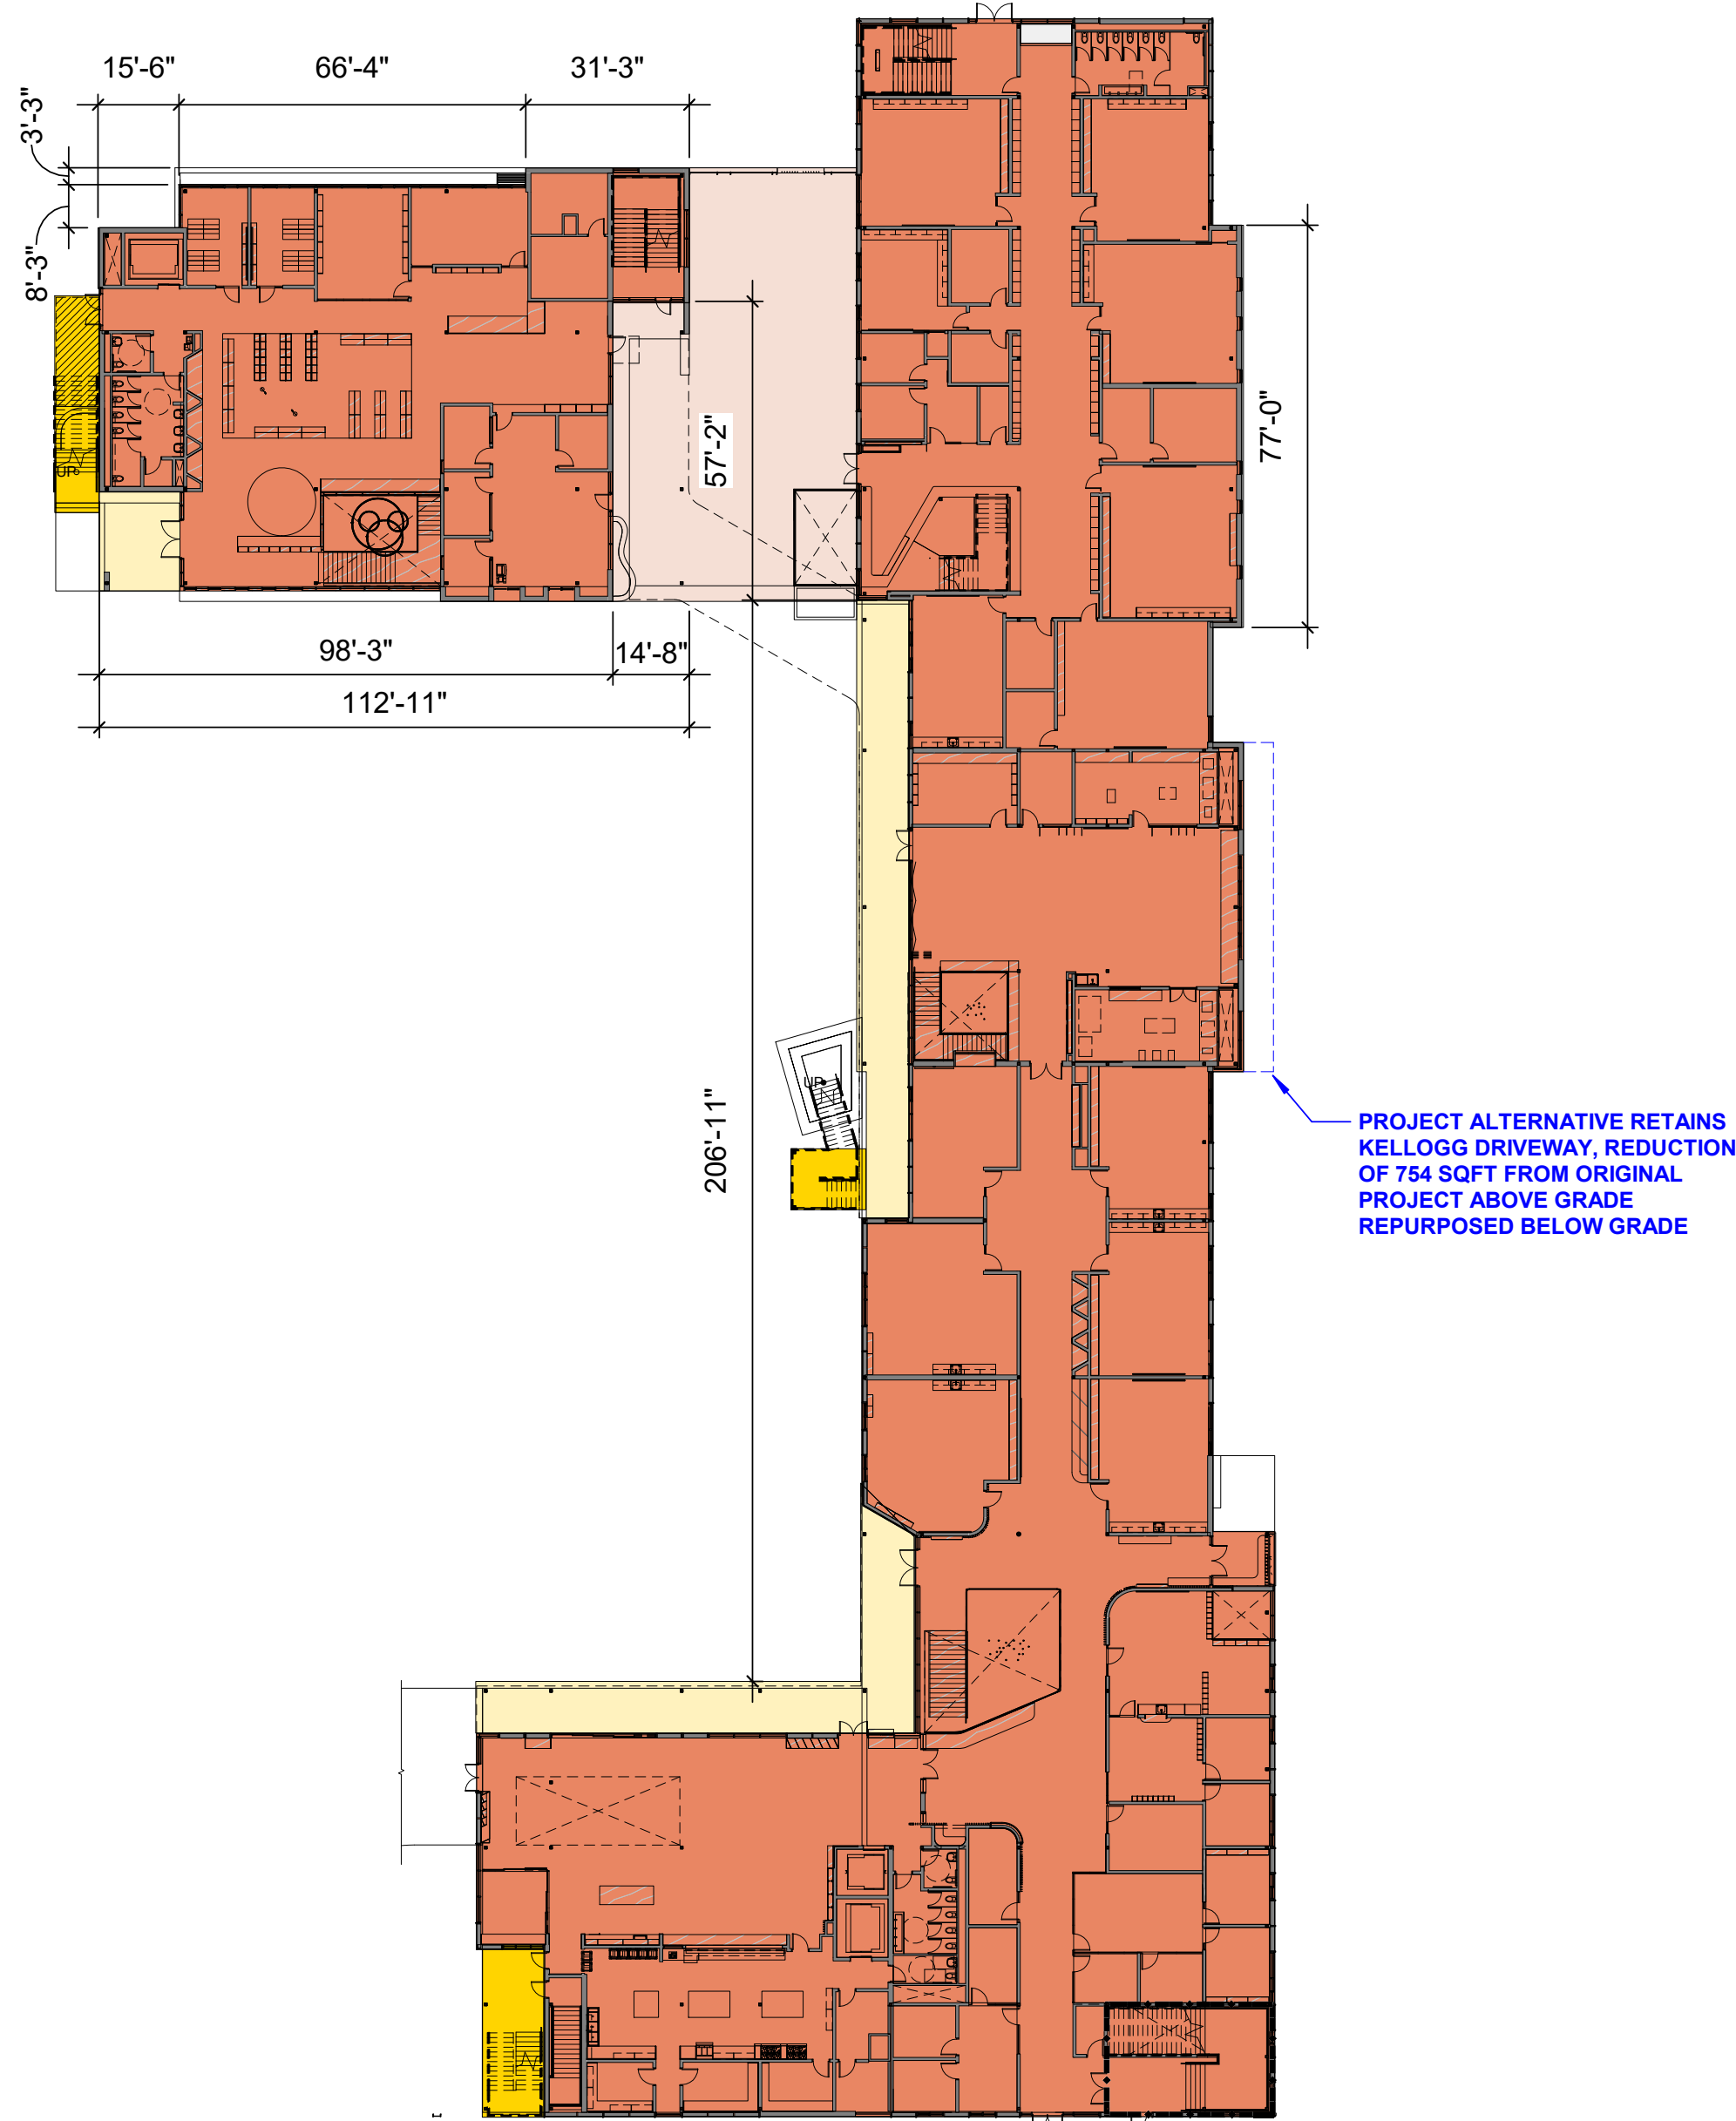 15'-6"
66'-4"
31'-3"
3'-3"
8'-3"
UP
57'-2"
77'-0"
98'-3"
14'-8"
112'-11"
UP
206'-11"
PROJECT ALTERNATIVE RETAINS
KELLOGG DRIVEWAY, REDUCTION
OF 754 SQFT FROM ORIGINAL
PROJECT ABOVE GRADE
REPURPOSED BELOW GRADE